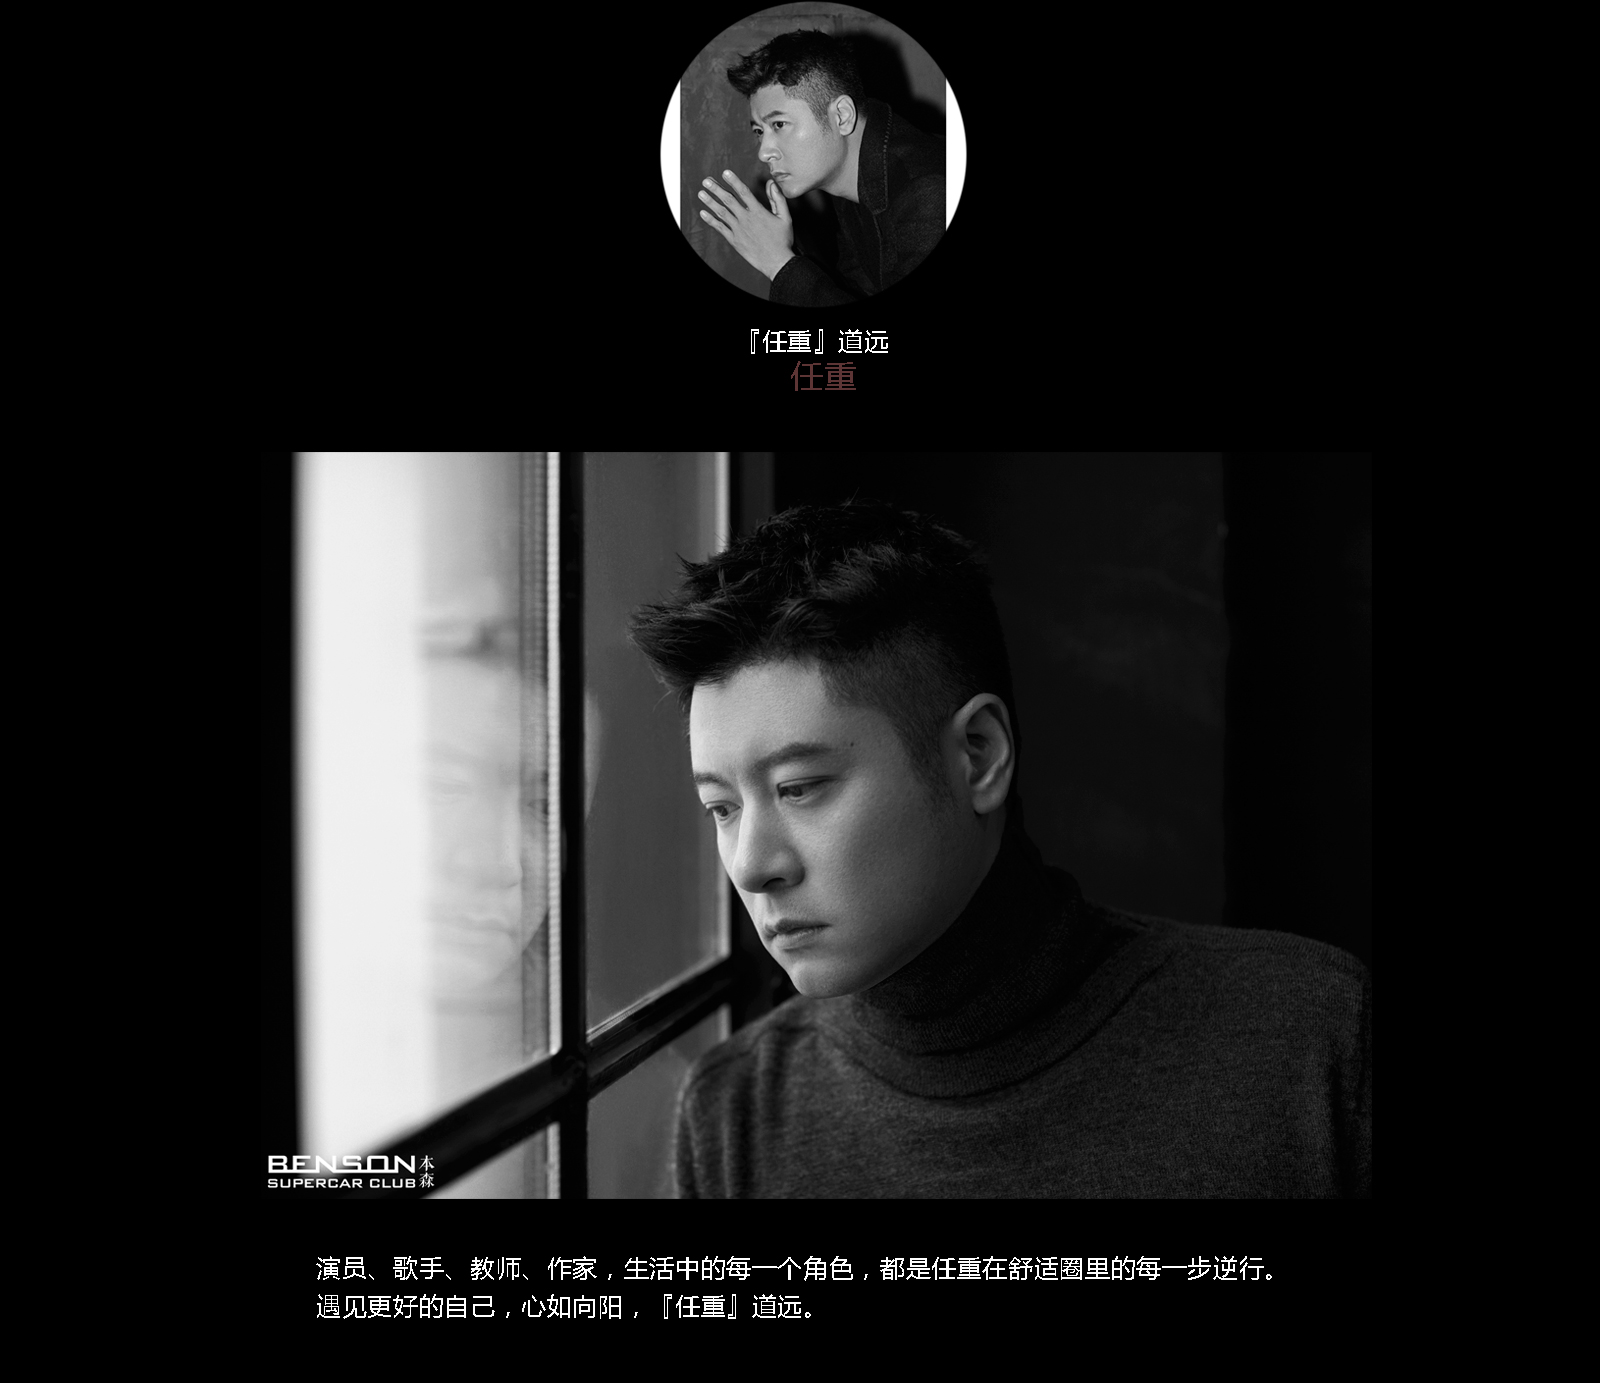 『任重』道远
任重
BENSON本森
SUPERCAR CLUB
演员、歌手、教师、作家，生活中的每一个角色，都是任重在舒适圈里的每一步逆行。
遇见更好的自己，心如向阳，『任重』道远。